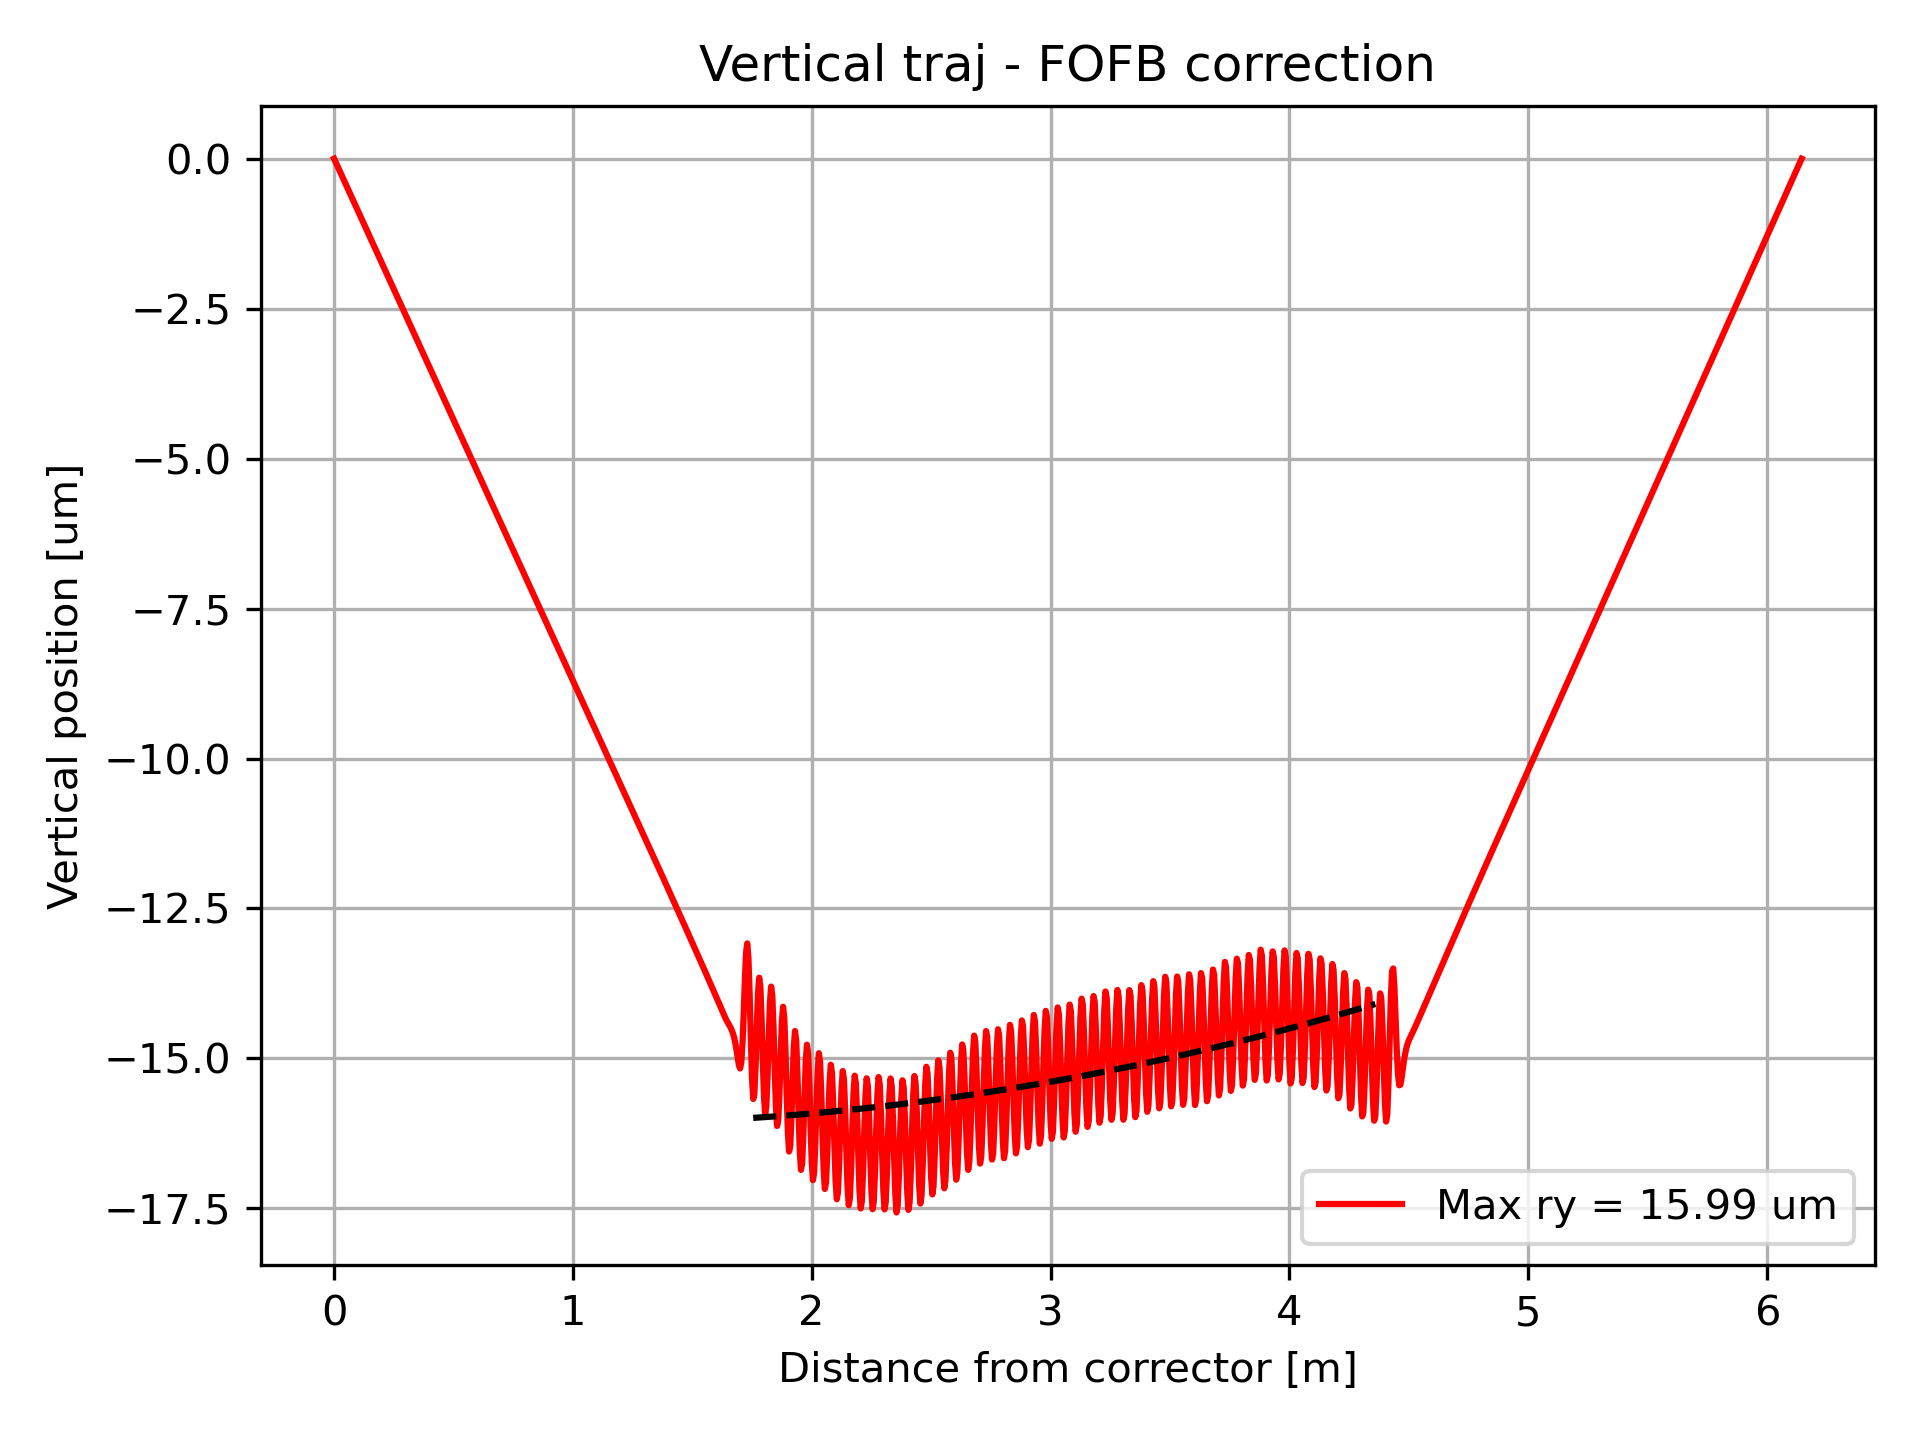 Vertical traj - FOFB correction
Vertical position [um]
0.0
−2.5
−5.0
−7.5
−10.0
−12.5
−15.0
−17.5
Max ry = 15.99 um
0 1 2 3 4 5 6
Distance from corrector [m]